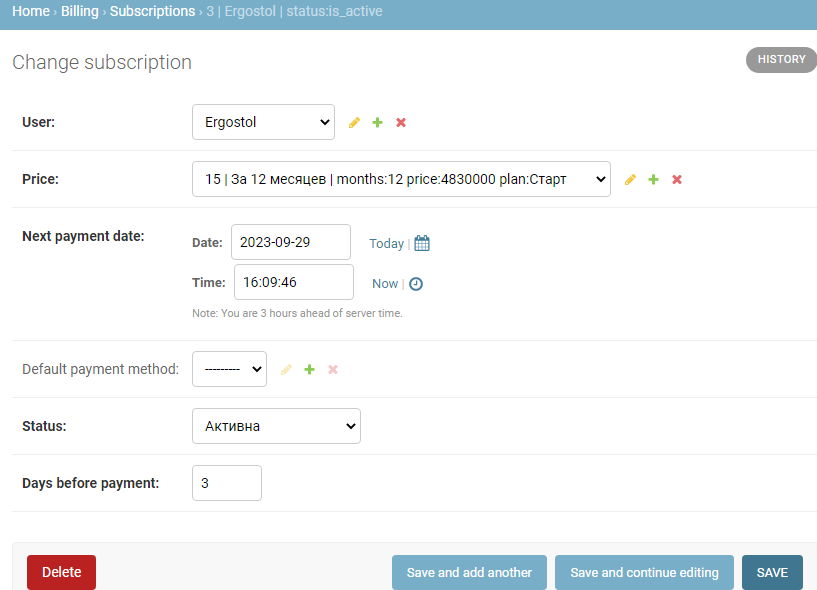 Home › Billing › Subscriptions › 3 | Ergostol | status:is_active
Change subscription
HISTORY
User:
Ergostol
Price:
15 | За 12 месяцев | months:12 price:4830000 plan:Старт
Next payment date:
Date:
2023-09-29
Today |
Time:
16:09:46
Now |
Note: You are 3 hours ahead of server time.
Default payment method:
---------
Status:
Активна
Days before payment:
3
Delete
Save and add another
Save and continue editing
SAVE